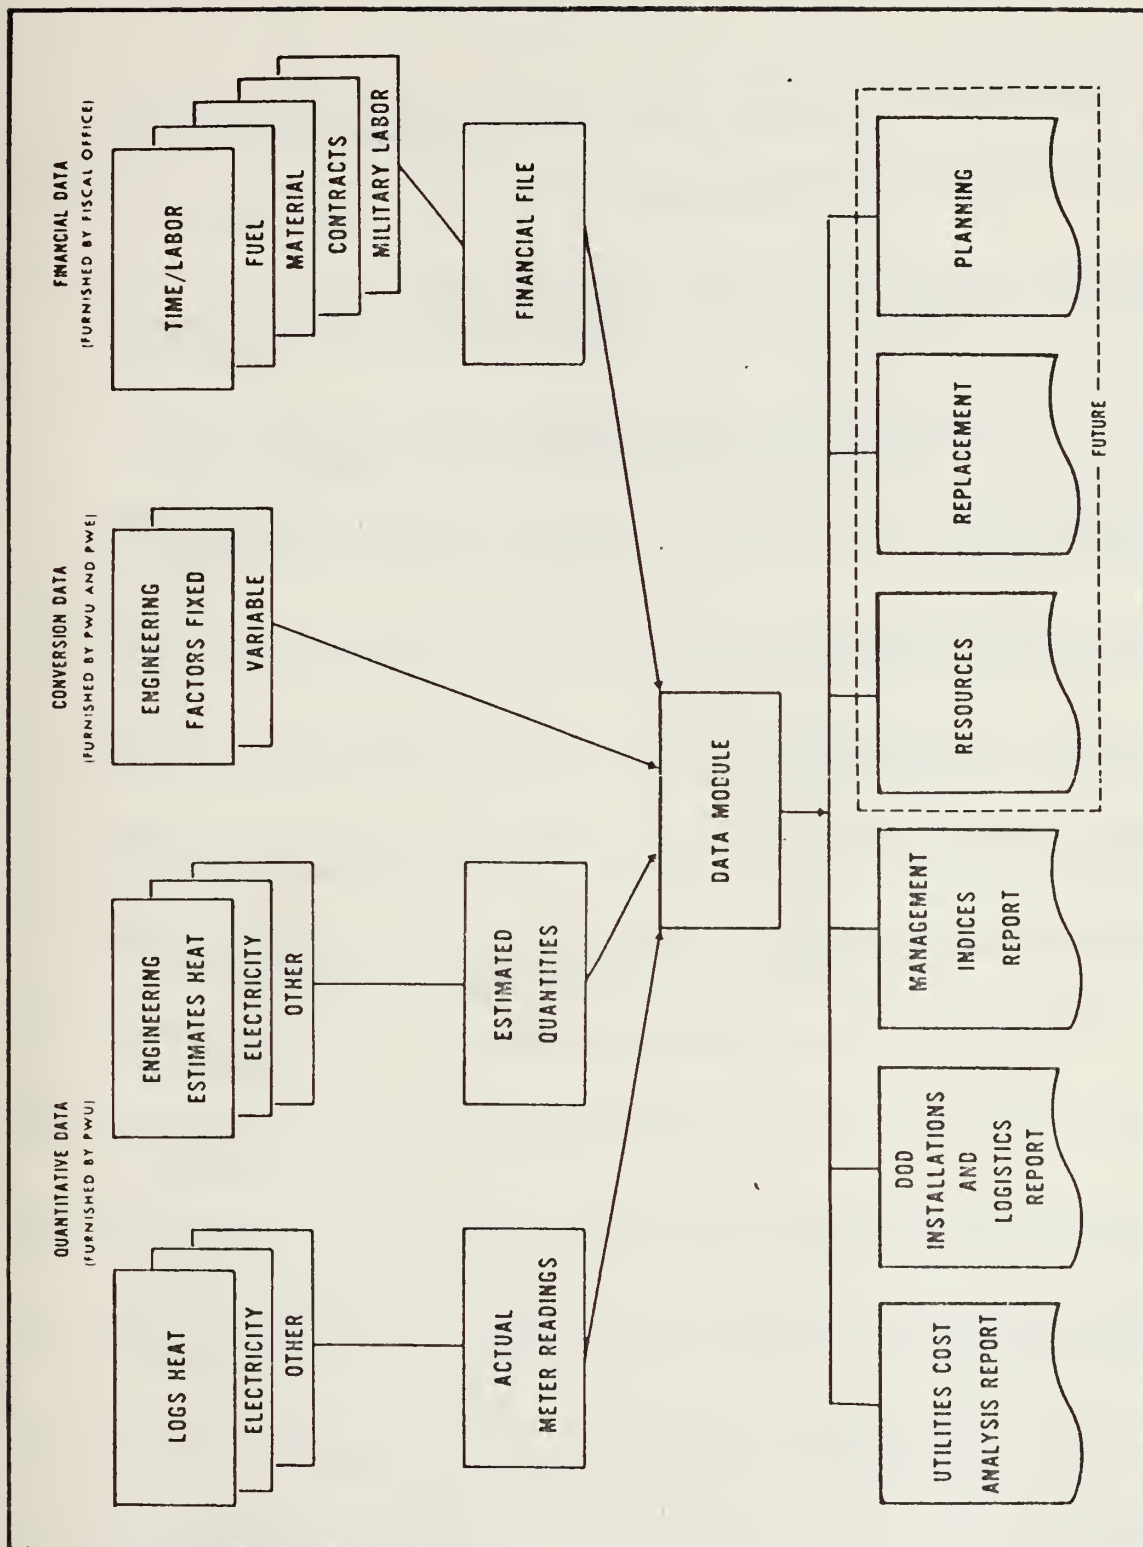 QUANTITATIVE DATA
(FURNISHED BY PWU)
CONVERSION DATA
(FURNISHED BY PWU AND PWE)
FINANCIAL DATA
(FURNISHED BY FISCAL OFFICE)
LOGS HEAT
ELECTRICITY
OTHER
ENGINEERING
ESTIMATES HEAT
ELECTRICITY
OTHER
ENGINEERING
FACTORS FIXED
VARIABLE
TIME/LABOR
FUEL
MATERIAL
CONTRACTS
MILITARY LABOR
ACTUAL
METER READINGS
ESTIMATED
QUANTITIES
FINANCIAL FILE
DATA MODULE
UTILITIES COST
ANALYSIS REPORT
DOD
INSTALLATIONS
AND
LOGISTICS
REPORT
MANAGEMENT
INDICES
REPORT
RESOURCES
REPLACEMENT
PLANNING
FUTURE